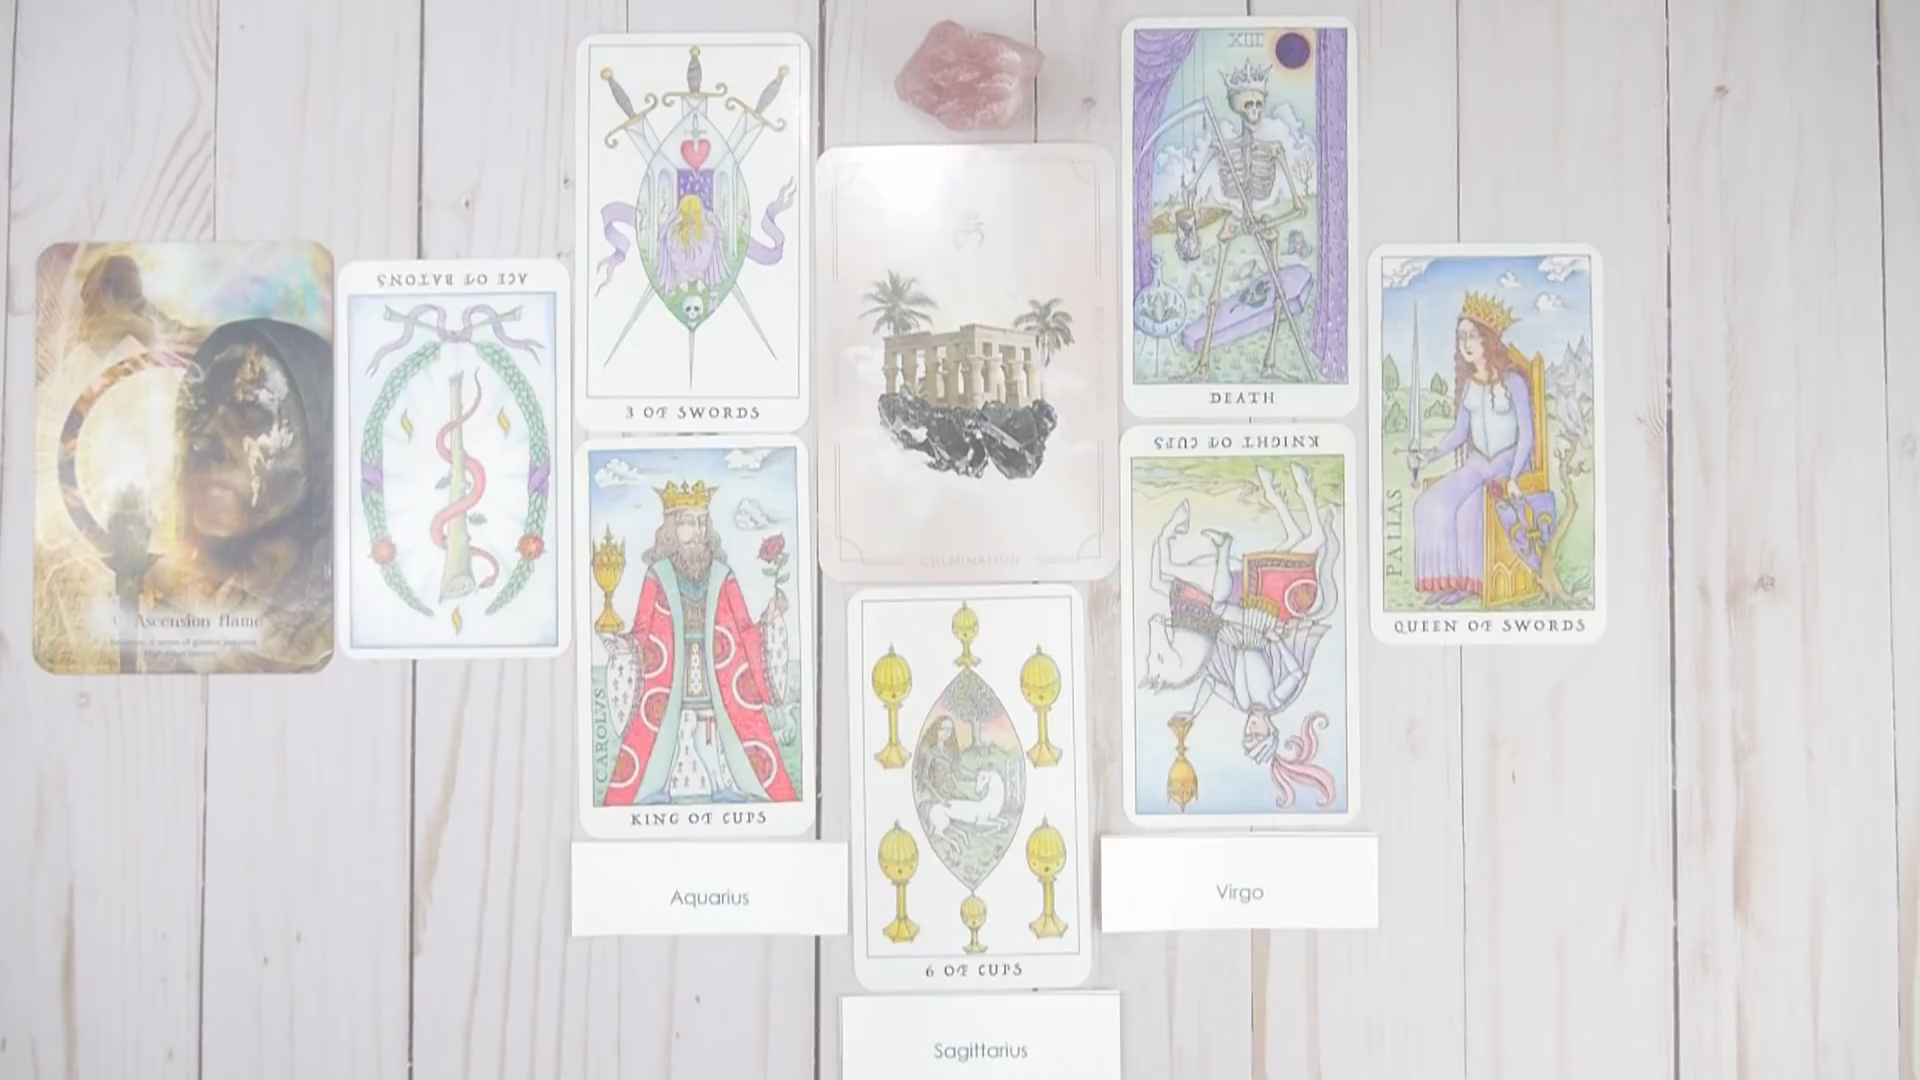 XIII
ACE OF BATONS
3 OF SWORDS
DEATH
KNIGHT OF CUPS
CULMINATION
Ascension flame
PALLAS
QUEEN OF SWORDS
CAROLVS
KING OF CUPS
Aquarius
Virgo
6 OF CUPS
Sagittarius